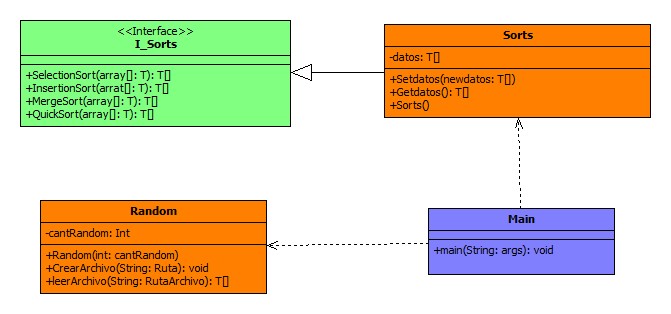 <<Interface>>
I_Sorts
+SelectionSort(array[]: T): T[]
+InsertionSort(arrat[]: T): T[]
+MergeSort(array[]: T): T[]
+QuickSort(array[]: T): T[]
Sorts
-datos: T[]
+Setdatos(newdatos: T[])
+Getdatos(): T[]
+Sorts()
Random
-cantRandom: Int
+Random(int: cantRandom)
+CrearArchivo(String: Ruta): void
+leerArchivo(String: RutaArchivo): T[]
Main
+main(String: args): void